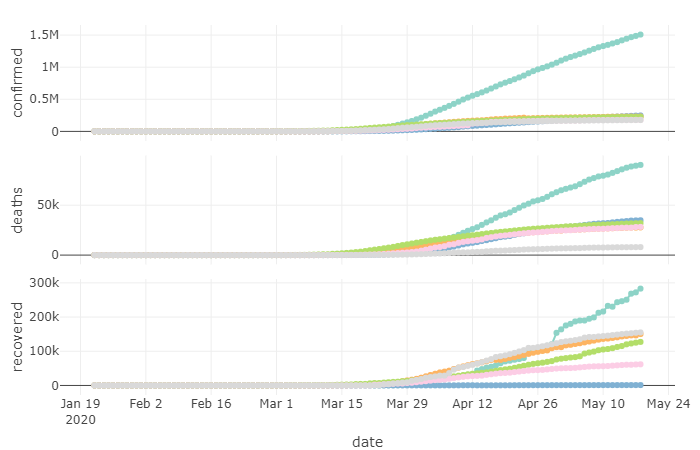 1.5M
1M
0.5M
0
confirmed
50k
0
deaths
300k
200k
100k
0
recovered
Jan 19 Feb 2 Feb 16 Mar 1 Mar 15 Mar 29 Apr 12 Apr 26 May 10 May 24
2020
date